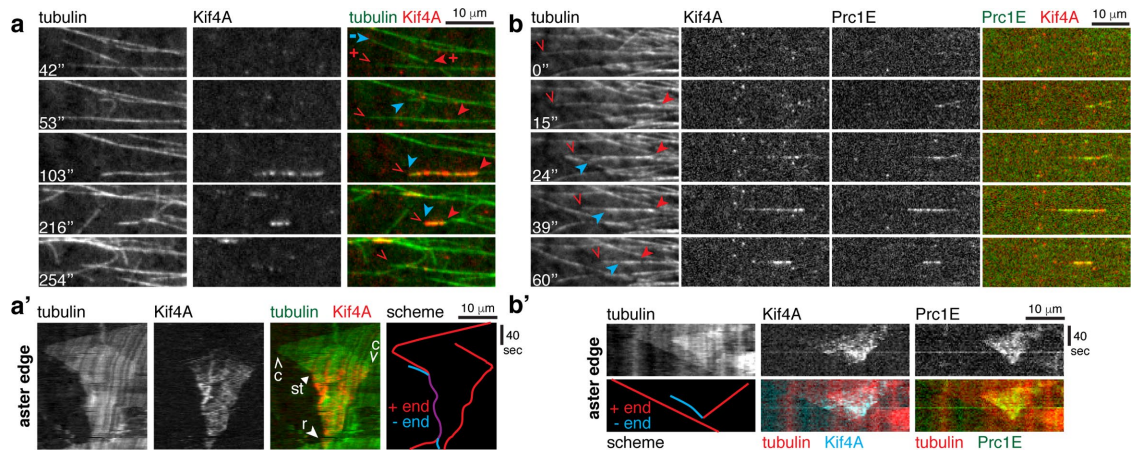 a
tubulin Kif4A tubulin Kif4A 10 μm
- + + 
42’’
53’’
103’’
216’’
254’’
b
tubulin Kif4A Prc1E Prc1E Kif4A 10 μm
0’’
15’’
24’’
39’’
60’’
a’
tubulin Kif4A tubulin Kif4A scheme 10 μm
40
sec
aster edge
c c
st
r
+ end
- end
b’
tubulin Kif4A Prc1E 10 μm
40
sec
aster edge
+ end
- end
scheme tubulin Kif4A tubulin Prc1E